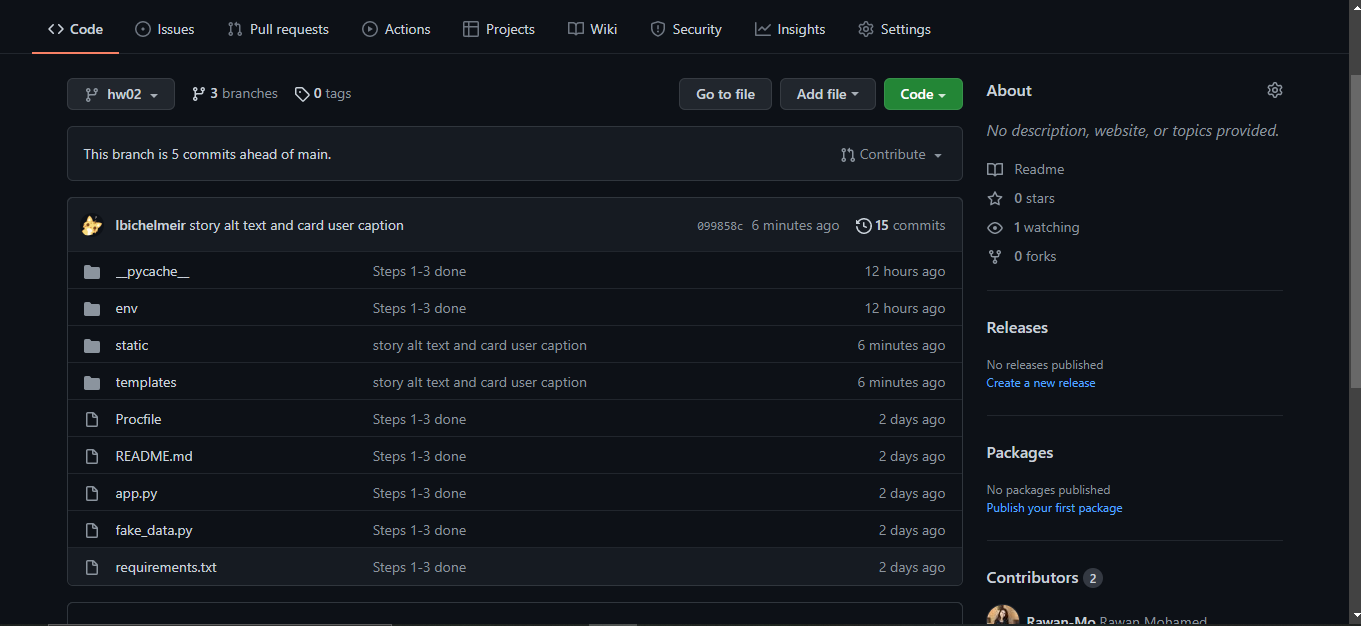 Code Issues Pull requests Actions Projects Wiki Security Insights Settings
hw02 3 branches 0 tags Go to file Add file Code
This branch is 5 commits ahead of main. Contribute
lbichelmeir story alt text and card user caption 099858c 6 minutes ago 15 commits
__pycache__ Steps 1-3 done 12 hours ago
env Steps 1-3 done 12 hours ago
static story alt text and card user caption 6 minutes ago
templates story alt text and card user caption 6 minutes ago
Procfile Steps 1-3 done 2 days ago
README.md Steps 1-3 done 2 days ago
app.py Steps 1-3 done 2 days ago
fake_data.py Steps 1-3 done 2 days ago
requirements.txt Steps 1-3 done 2 days ago
About
No description, website, or topics provided.
Readme
0 stars
1 watching
0 forks
Releases
No releases published
Create a new release
Packages
No packages published
Publish your first package
Contributors 2
Rawan-Mo Rawan Mohamed